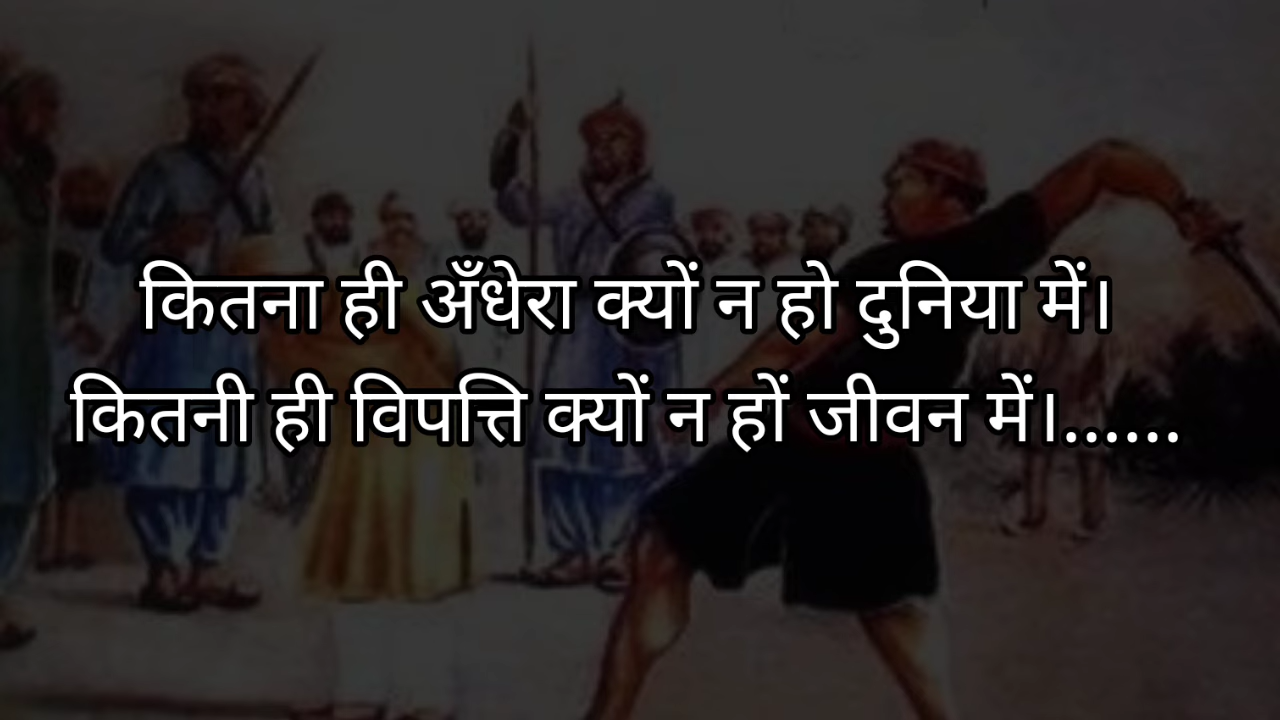 कितना ही अँधेरा क्यों न हो दुनिया में।
कितनी ही विपत्ति क्यों न हों जीवन में।......